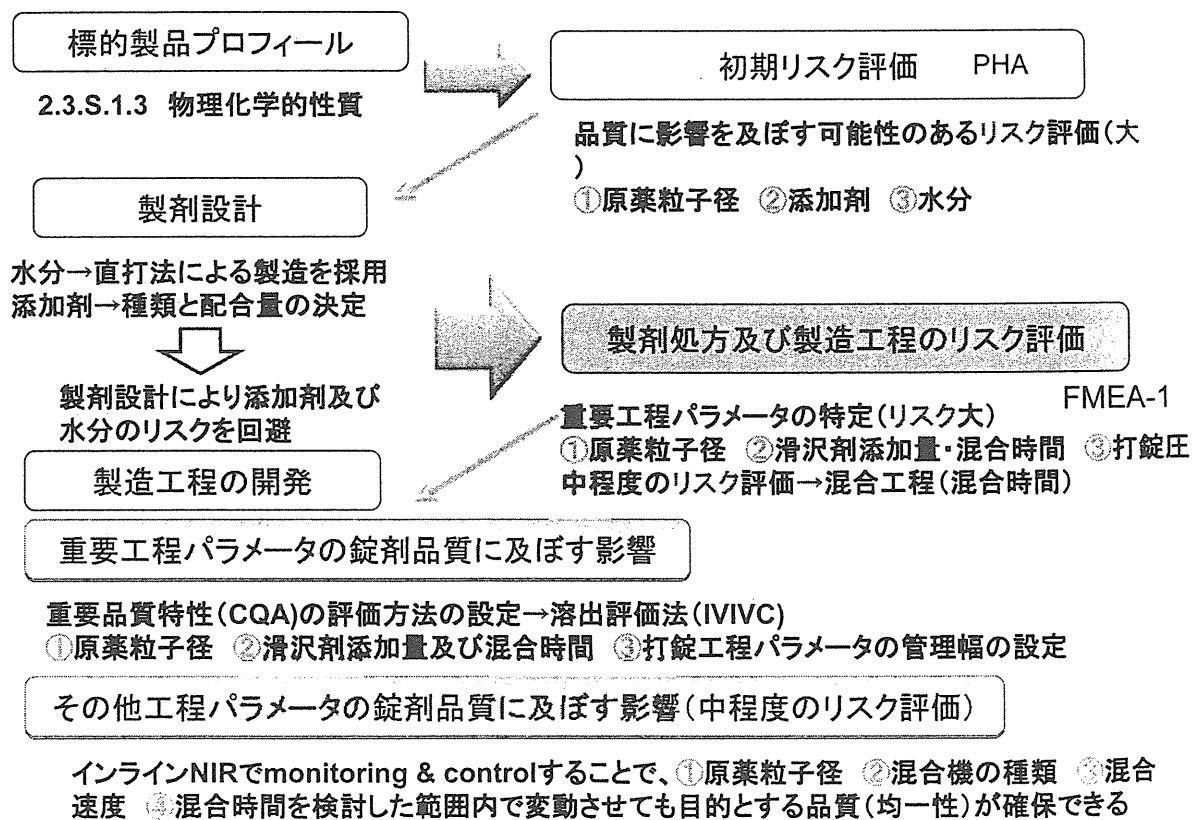 標的製品プロフィール
2.3.S.1.3 物理化学的性質
初期リスク評価 PHA
品質に影響を及ぼす可能性のあるリスク評価(大
)
①原薬粒子径 ②添加剤 ③水分
製剤設計
水分→直打法による製造を採用
添加剤→種類と配合量の決定
製剤設計により添加剤及び
水分のリスクを回避
製剤処方及び製造工程のリスク評価
FMEA-1
重要工程パラメータの特定(リスク大)
①原薬粒子径 ②滑沢剤添加量・混合時間 ③打錠圧
中程度のリスク評価→混合工程(混合時間)
製造工程の開発
重要工程パラメータの錠剤品質に及ぼす影響
重要品質特性(CQA)の評価方法の設定→溶出評価法(IVIVC)
①原薬粒子径 ②滑沢剤添加量及び混合時間 ③打錠工程パラメータの管理幅の設定
その他工程パラメータの錠剤品質に及ぼす影響(中程度のリスク評価)
インラインNIRでmonitoring & controlすることで、①原薬粒子径 ②混合機の種類 ③混合
速度 ④混合時間を検討した範囲内で変動させても目的とする品質(均一性)が確保できる